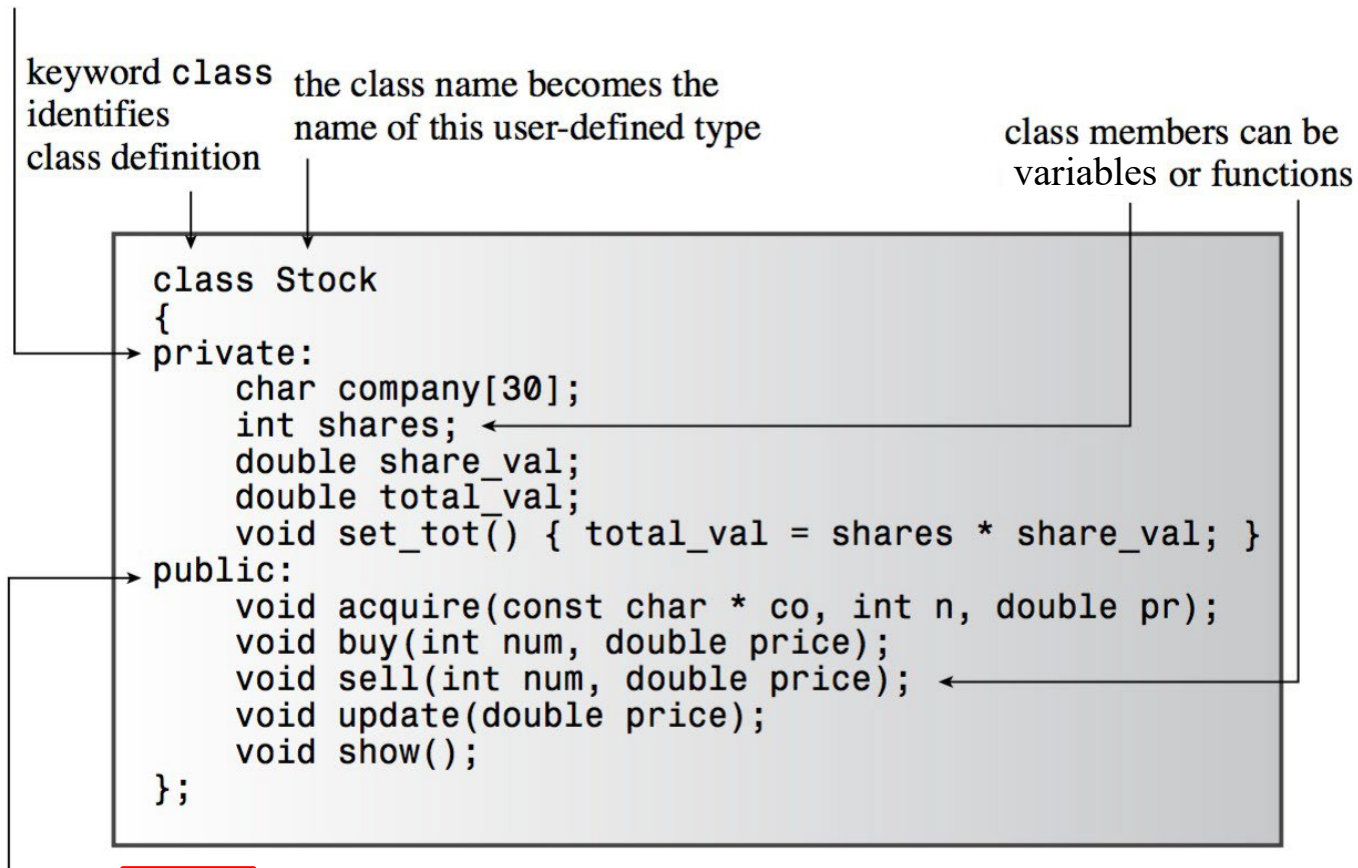 keyword class
identifies
class definition
the class name becomes the
name of this user-defined type
class members can be
variables or functions
class Stock
{
private:
char company[30];
int shares;
double share_val;
double total_val;
void set_tot() { total_val = shares * share_val; }
public:
void acquire(const char * co, int n, double pr);
void buy(int num, double price);
void sell(int num, double price);
void update(double price);
void show();
};